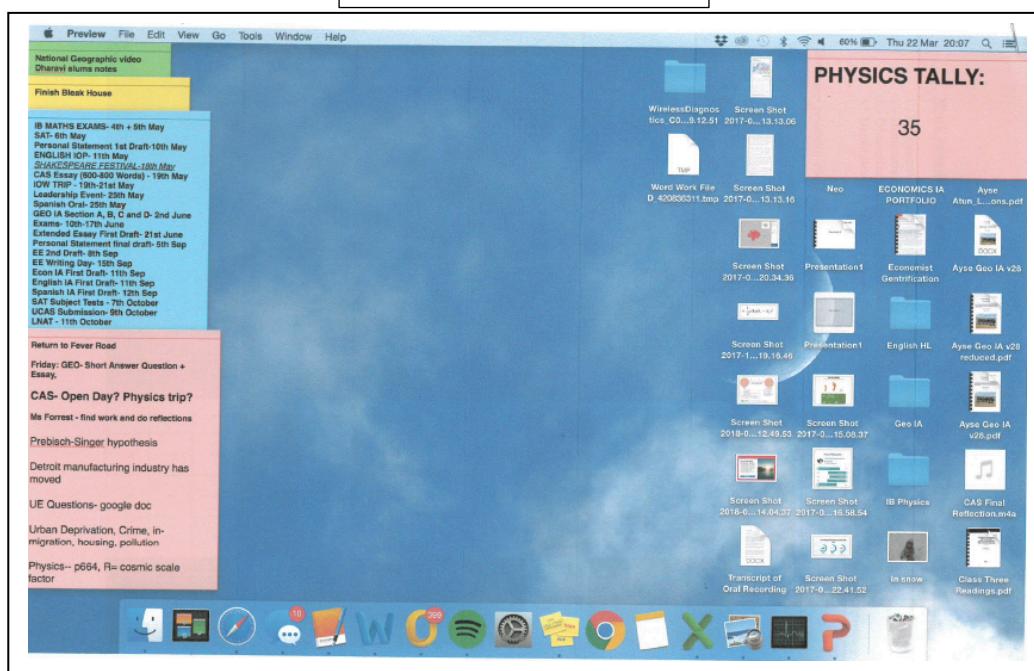 Preview File Edit View Go Tools Window Help
60% Thu 22 Mar 20:07
National Geographic video
Dharavi slums notes
Finish Bleak House
IB MATHS EXAMS- 4th + 5th May
SAT- 6th May
Personal Statement 1st Draft-10th May
ENGLISH IOP- 11th May
SHAKESPEARE FESTIVAL-18th May
CAS Essay (600-800 Words) - 19th May
IOW TRIP - 19th-21st May
Leadership Event- 25th May
Spanish Oral- 25th May
GEO IA Section A, B, C and D- 2nd June
Exams- 10th-17th June
Extended Essay First Draft- 21st June
Personal Statement final draft- 5th Sep
EE 2nd Draft- 8th Sep
EE Writing Day- 15th Sep
Econ IA First Draft- 11th Sep
English IA First Draft- 11th Sep
Spanish IA First Draft- 12th Sep
SAT Subject Tests - 7th October
UCAS Submission- 9th October
LNAT - 11th October
Return to Fever Road
Friday: GEO- Short Answer Question +
Essay,
CAS- Open Day? Physics trip?
Ms Forrest - find work and do reflections
Prebisch-Singer hypothesis
Detroit manufacturing industry has
moved
UE Questions- google doc
Urban Deprivation, Crime, in-
migration, housing, pollution
Physics-- p664, R= cosmic scale
factor
PHYSICS TALLY:
35
WirelessDiagnos
tics_C0...9.12.51
Screen Shot
2017-0...13.13.06
TMP
Word Work File
D_420836311.tmp
Screen Shot
2017-0...13.13.16
Neo
ECONOMICS IA
PORTFOLIO
Ayse
Atun_L...ons.pdf
Screen Shot
2017-0...20.34.36
Presentation1
Economist
Gentrification
DOCX
Ayse Geo IA v28
Screen Shot
2017-1...19.16.46
Presentation1
English HL
Ayse Geo IA v28
reduced.pdf
Screen Shot
2018-0...12.49.53
Screen Shot
2017-0...15.08.37
Geo IA
Ayse Geo IA
v28.pdf
Screen Shot
2018-0...14.04.37
Screen Shot
2017-0...16.58.54
IB Physics
CAS Final
Reflection.m4a
DOCX
Transcript of
Oral Recording
Screen Shot
2017-0...22.41.52
In snow
Class Three
Readings.pdf